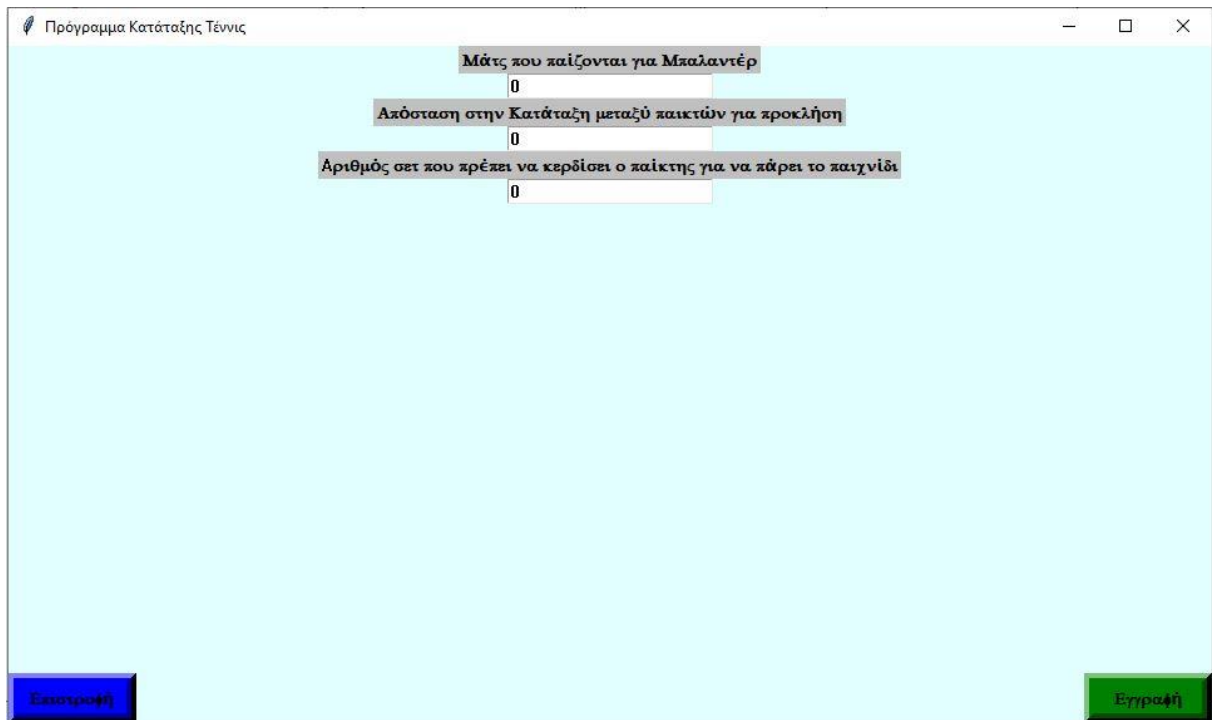 Πρόγραμμα Κατάταξης Τέννις
Μάτς που παίζονται για Μπαλαντέρ
0
Απόσταση στην Κατάταξη μεταξύ παικτών για προκλήση
0
Αριθμός σετ που πρέπει να κερδίσει ο παίκτης για να πάρει το παιχνίδι
0
Επιστροφή
Εγγραφή